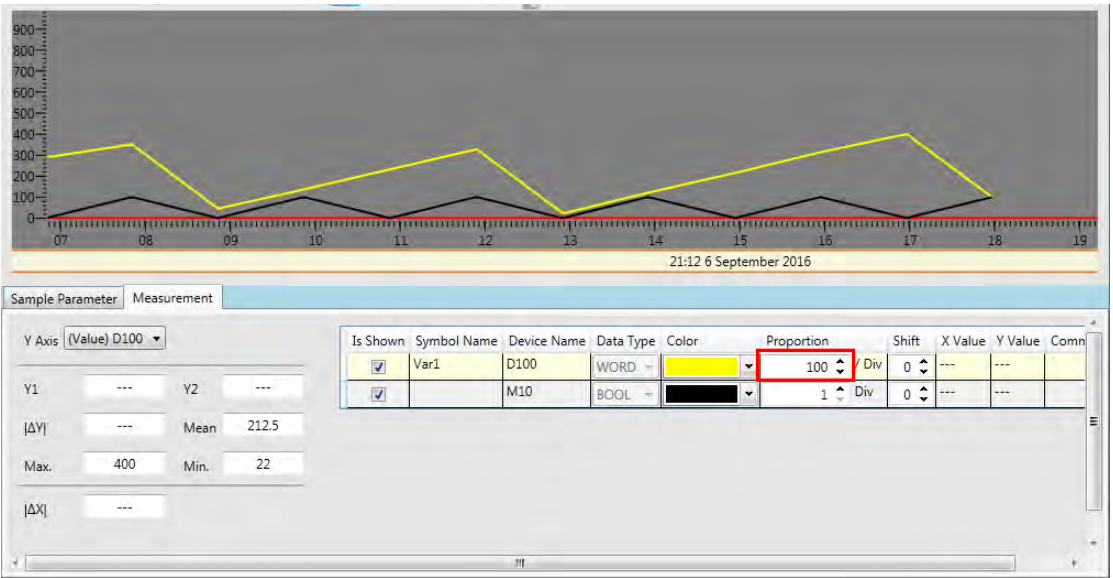 900
800
700
600
500
400
300
200
100
0
07 08 09 10 11 12 13 14 15 16 17 18 19
21:12 6 September 2016
Sample Parameter Measurement
Y Axis (Value) D100
Is Shown Symbol Name Device Name Data Type Color Proportion Shift X Value Y Value Comn
Var1 D100 WORD 100 / Div 0 --- ---
Y1 --- Y2 ---
M10 BOOL 1 Div 0 --- ---
|ΔY| --- Mean 212.5
Max. 400 Min. 22
|ΔX| ---